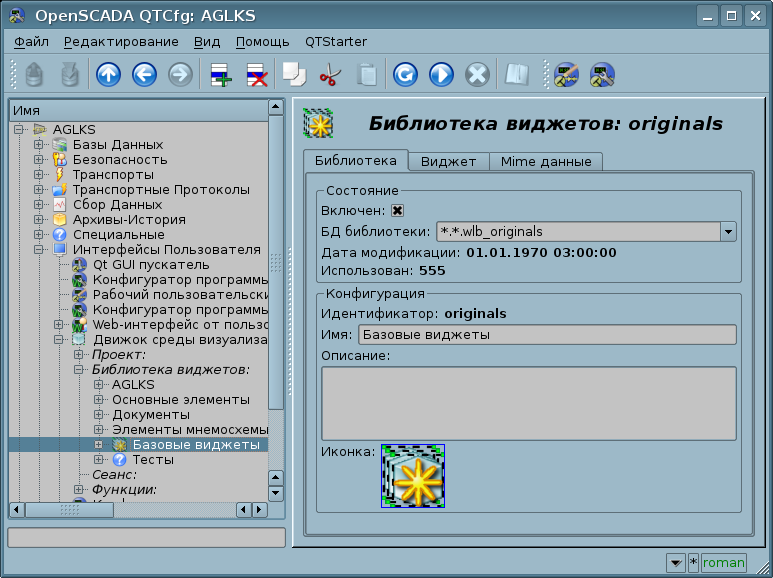 OpenSCADA QTCfg: AGLKS
Файл Редактирование Вид Помощь QTStarter
Имя
AGLKS
Базы Данных
Безопасность
Транспорты
Транспортные Протоколы
Сбор Данных
Архивы-История
Специальные
Интерфейсы Пользователя
Qt GUI пускатель
Конфигуратор программы
Рабочий пользовательски
Конфигуратор программы
Web-интерфейс от пользо
Движок среды визуализа
Проект:
Библиотека виджетов:
AGLKS
Основные элементы
Документы
Элементы мнемосхемы
Базовые виджеты
Тесты
Сеанс:
Функции:
Библиотека виджетов: originals
Библиотека Виджет Mime данные
Состояние
Включен:
БД библиотеки: *.*.wlb_originals
Дата модификации: 01.01.1970 03:00:00
Использован: 555
Конфигурация
Идентификатор: originals
Имя: Базовые виджеты
Описание:
Иконка:
* roman